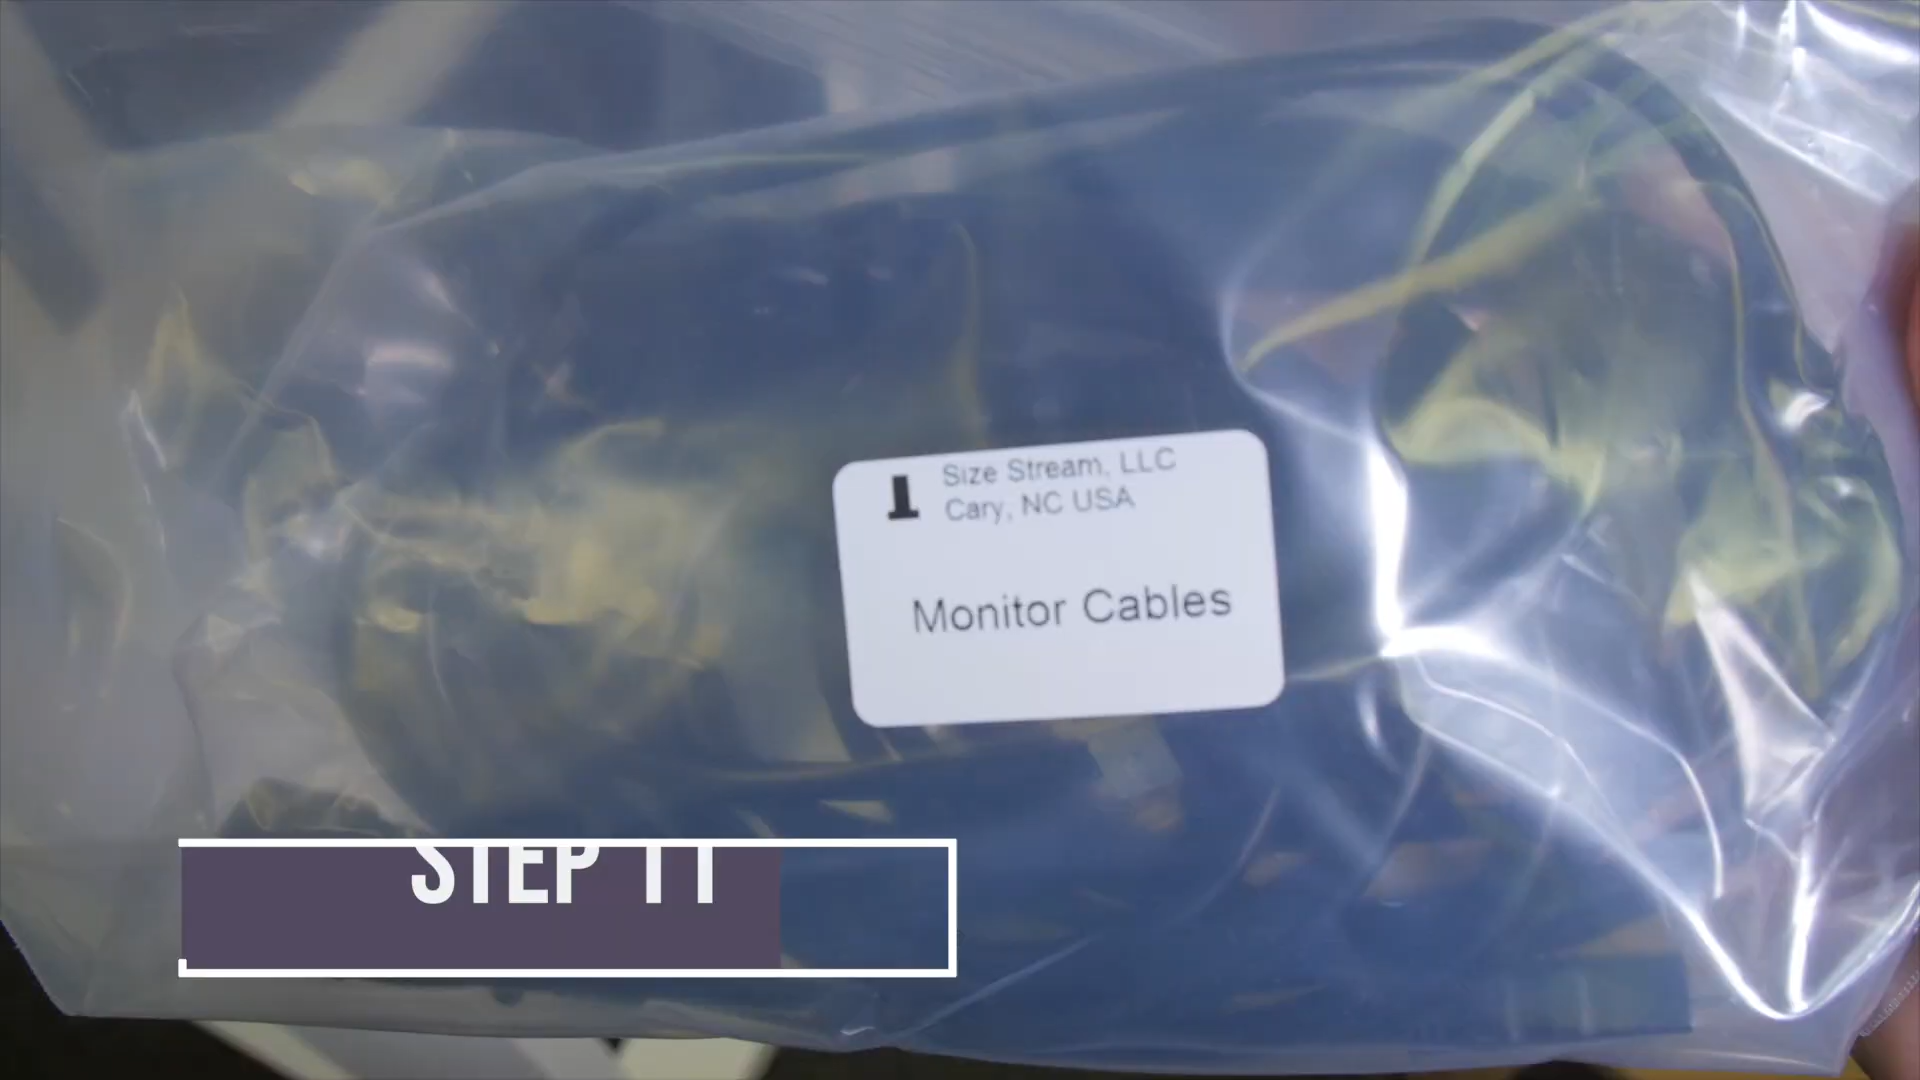 Size Stream, LLC
Cary, NC USA
Monitor Cables
STEP 11